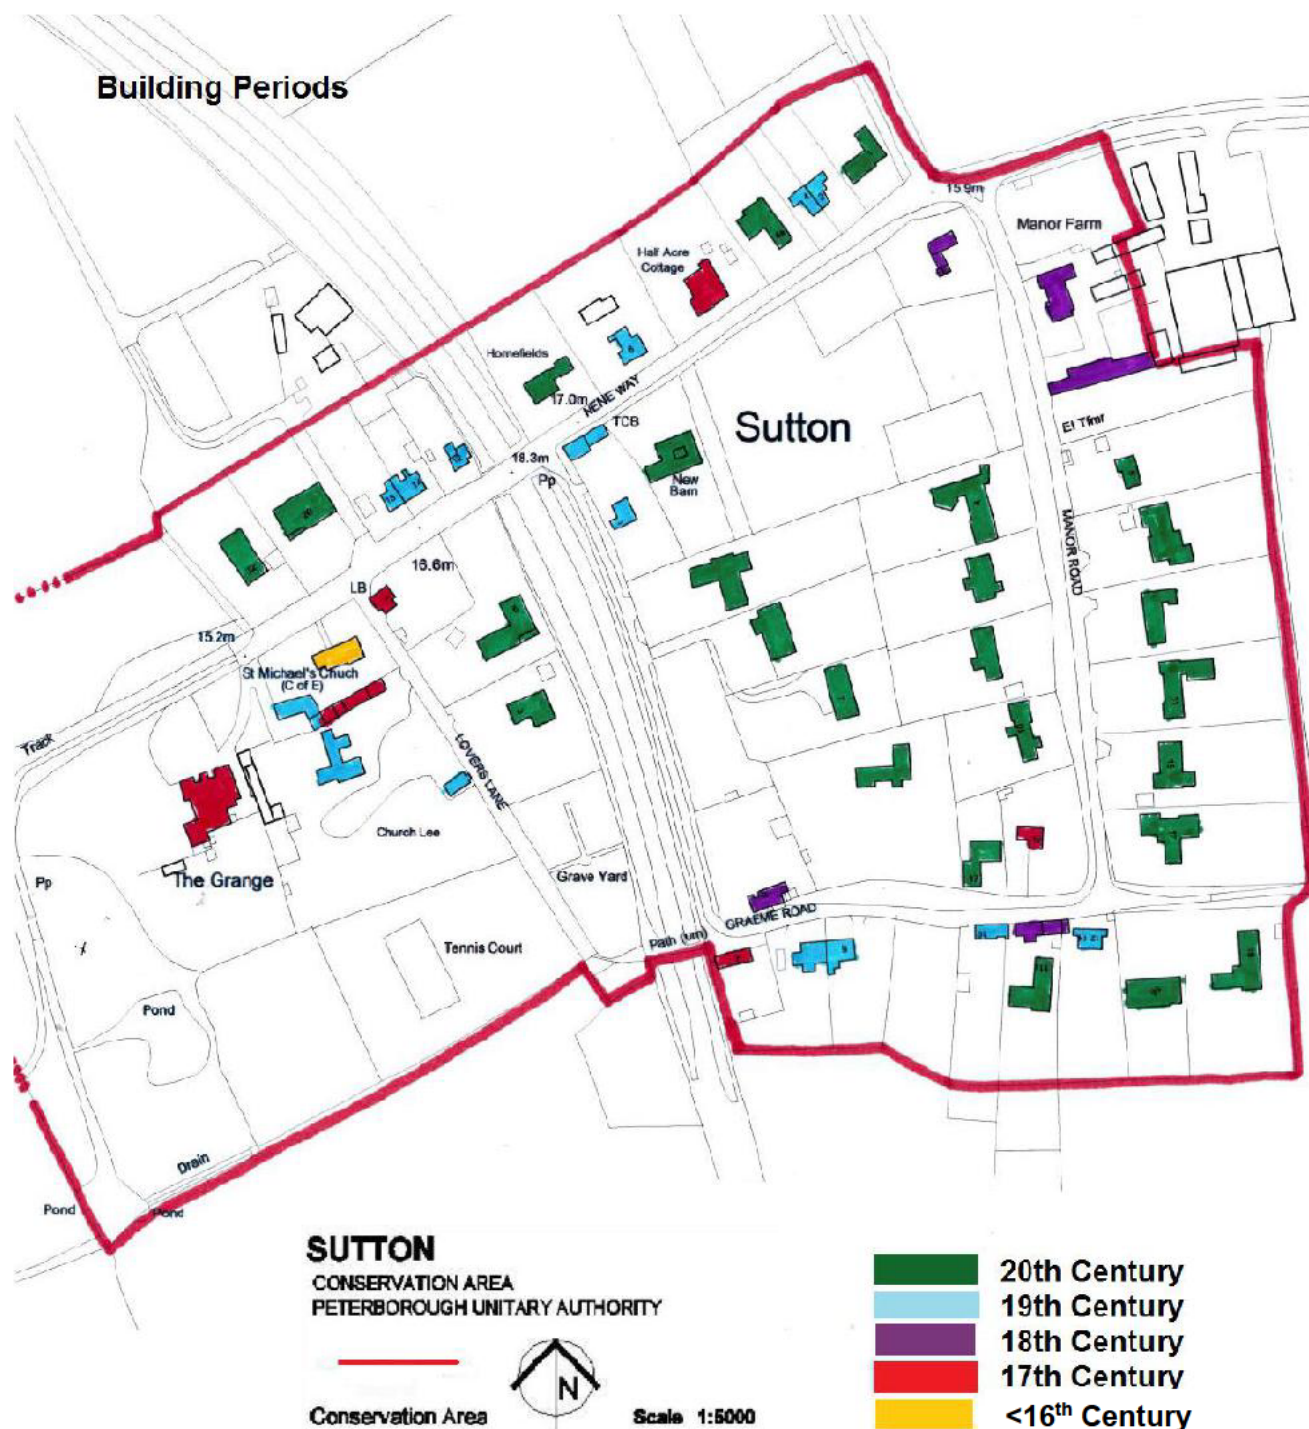 Building Periods
15.9m
Manor Farm
Half Acre
Cottage
Homefields
17.0m
NENE WAY
TCB
Sutton
El
18.3m
Pp
New
Barn
MANOR ROAD
16.6m
LB
15.2m
St Michael's Chuch
(C of E)
Track
LOVERS LANE
Church Lee
Pp
The Grange
Grave Yard
GRAEME ROAD
Path (um)
Tennis Court
Pond
Drain
Pond
Pond
SUTTON
CONSERVATION AREA
PETERBOROUGH UNITARY AUTHORITY
N
Conservation Area
Scale 1:5000
20th Century
19th Century
18th Century
17th Century
<16th Century